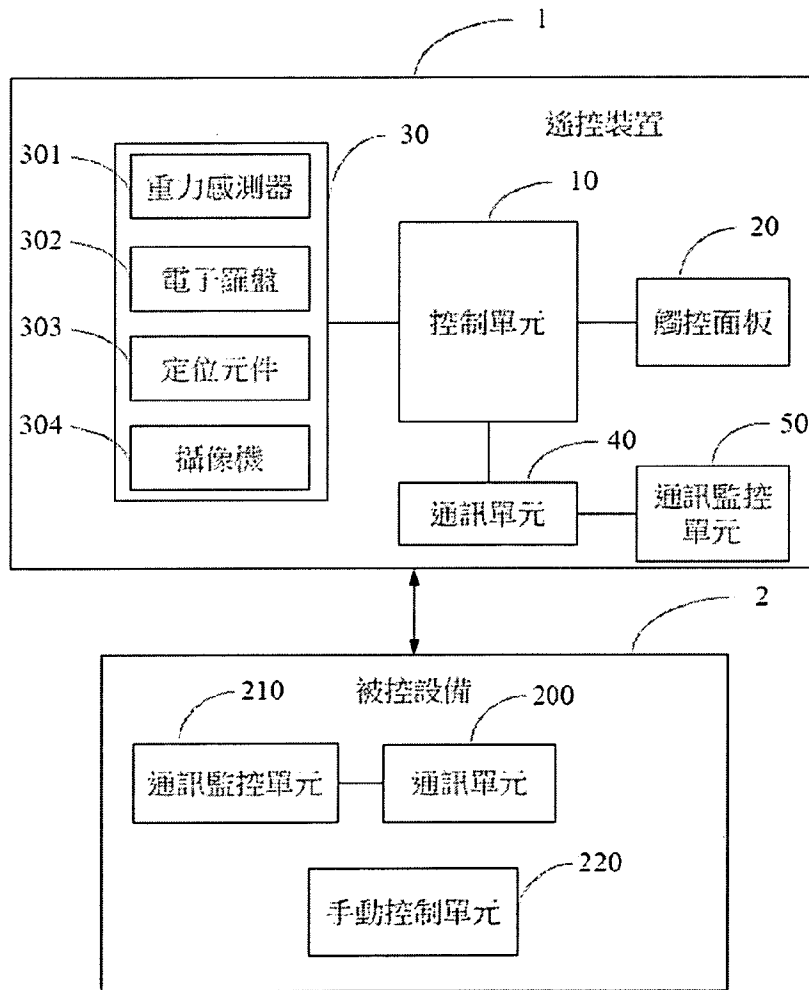 1
遙控裝置
30
301
重力感測器
10
302
電子羅盤
20
303
控制單元
觸控面板
定位元件
304
40
50
攝像機
通訊單元
通訊監控
單元
2
被控設備
210
200
通訊監控單元
通訊單元
220
手動控制單元